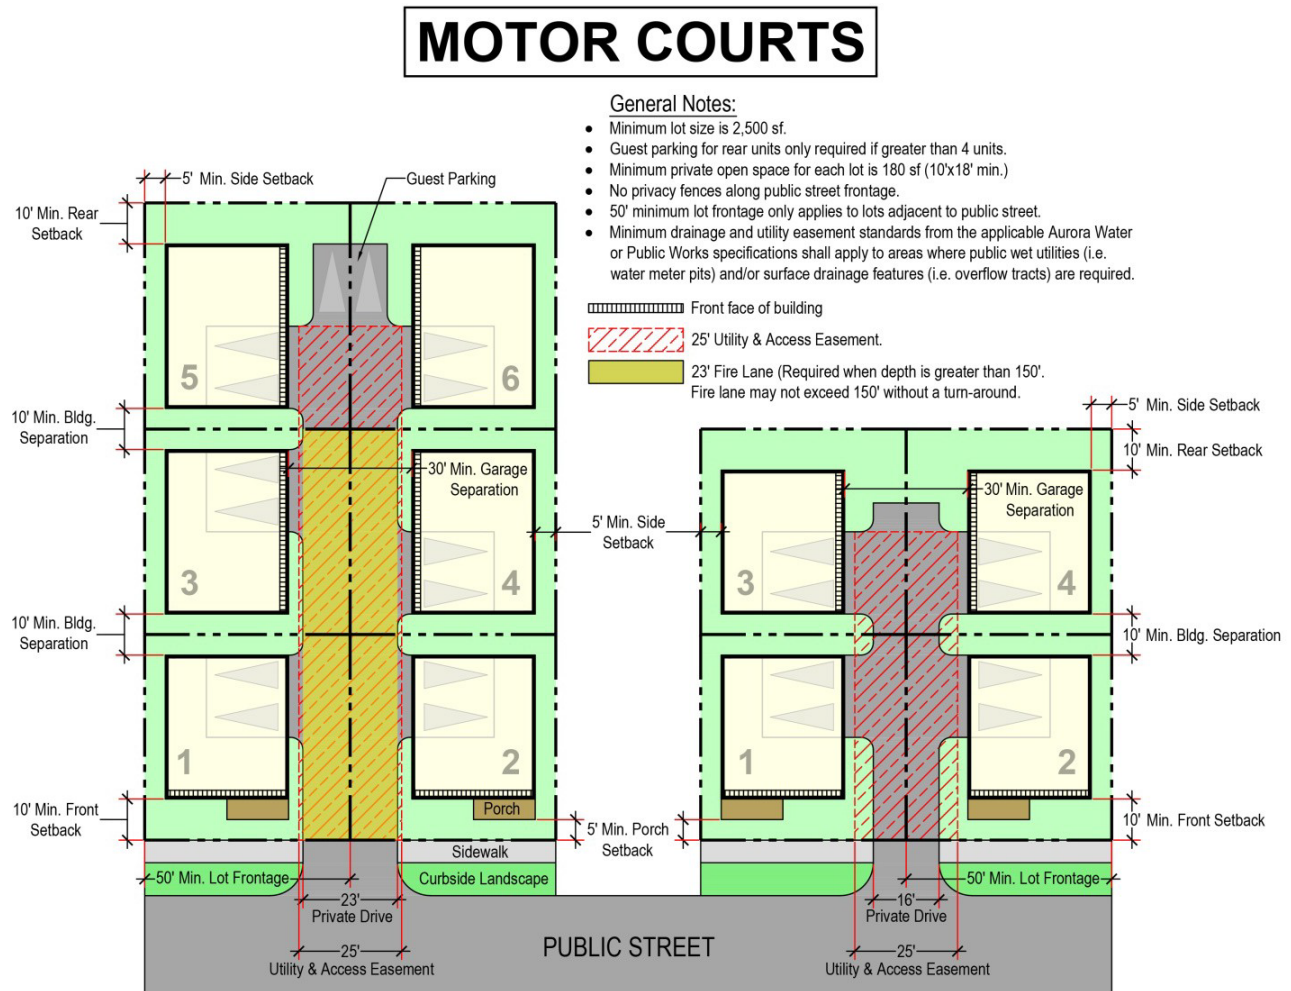 MOTOR COURTS
General Notes:
● Minimum lot size is 2,500 sf.
● Guest parking for rear units only required if greater than 4 units.
● Minimum private open space for each lot is 180 sf (10'x18' min.)
● No privacy fences along public street frontage.
● 50' minimum lot frontage only applies to lots adjacent to public street.
● Minimum drainage and utility easement standards from the applicable Aurora Water
or Public Works specifications shall apply to areas where public wet utilities (i.e.
water meter pits) and/or surface drainage features (i.e. overflow tracts) are required.
Front face of building
25' Utility & Access Easement.
23' Fire Lane (Required when depth is greater than 150'.
Fire lane may not exceed 150' without a turn-around.
5' Min. Side Setback
Guest Parking
10' Min. Rear
Setback
5
6
10' Min. Bldg.
Separation
30' Min. Garage
Separation
3
4
10' Min. Bldg.
Separation
1
2
10' Min. Front
Setback
Porch
Sidewalk
50' Min. Lot Frontage
Curbside Landscape
23'
Private Drive
25'
Utility & Access Easement
5' Min. Side
Setback
5' Min. Porch
Setback
5' Min. Side Setback
10' Min. Rear Setback
30' Min. Garage
Separation
3
4
10' Min. Bldg. Separation
1
2
10' Min. Front Setback
50' Min. Lot Frontage
16'
Private Drive
25'
Utility & Access Easement
PUBLIC STREET